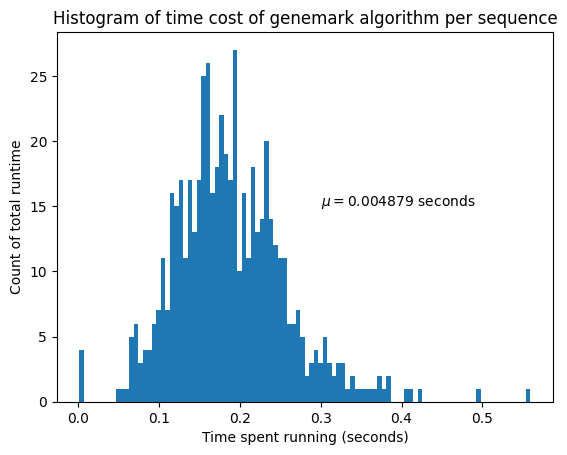 Histogram of time cost of genemark algorithm per sequence
25
20
15
10
5
0
Count of total runtime
μ = 0.004879 seconds
0.0 0.1 0.2 0.3 0.4 0.5
Time spent running (seconds)